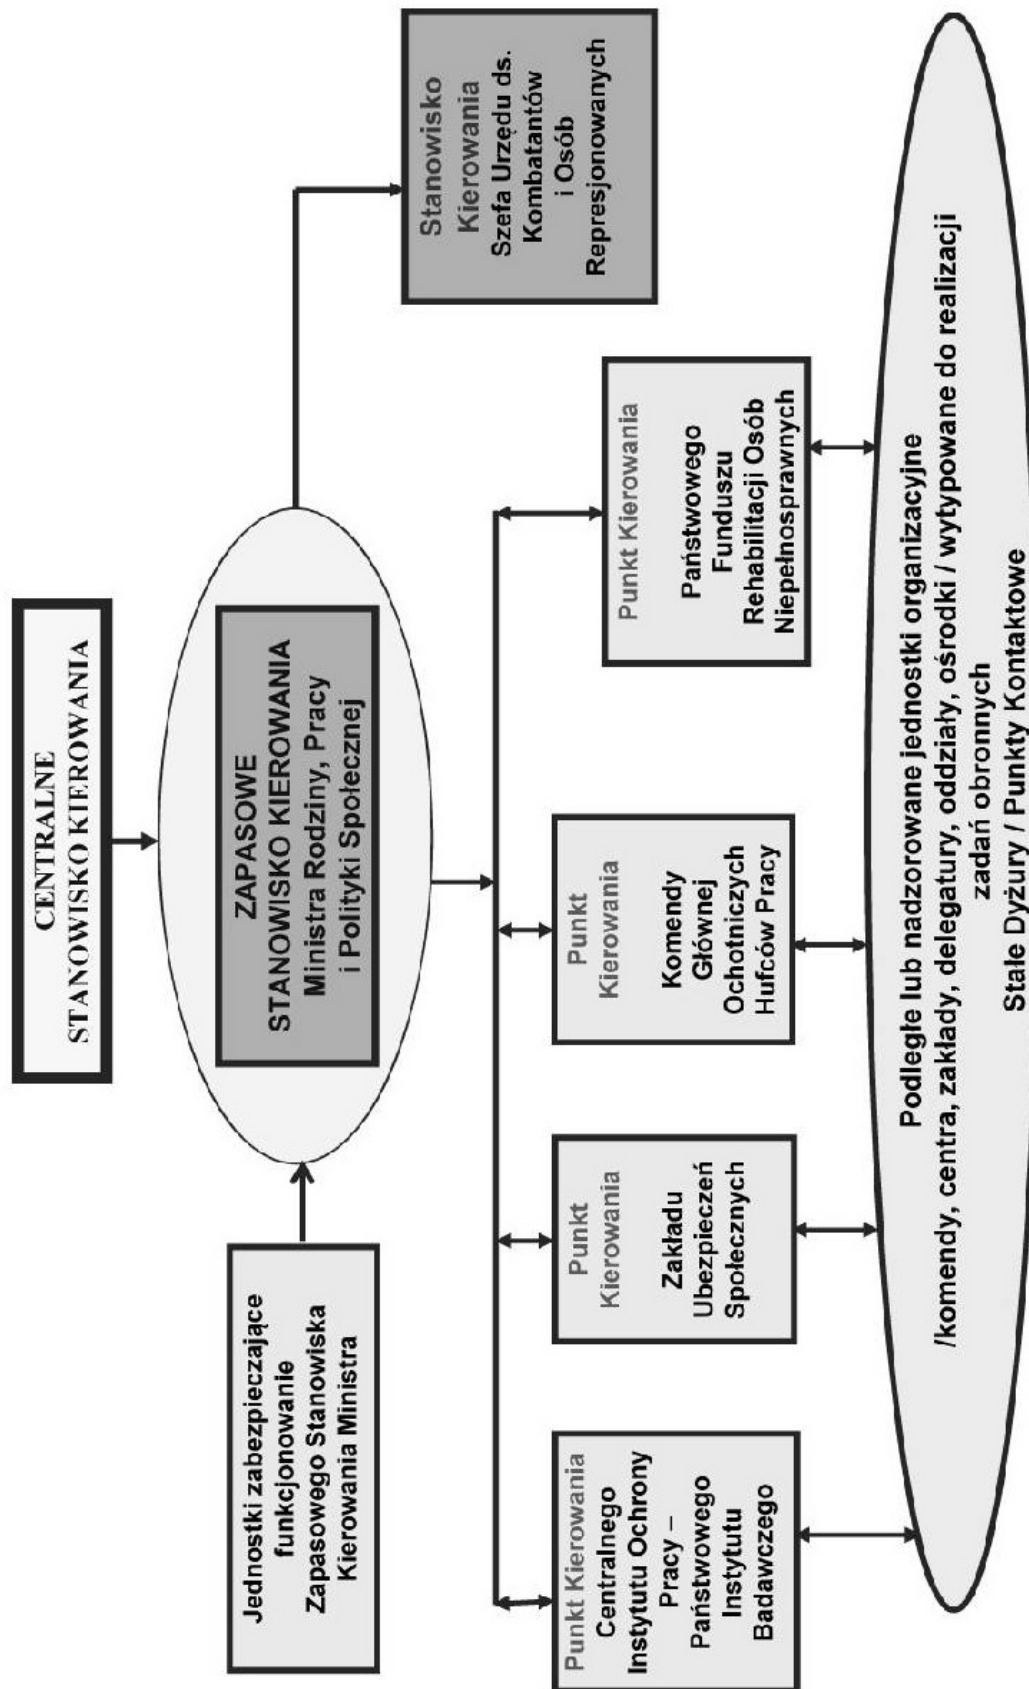 CENTRALNE
STANOWISKO KIEROWANIA
Jednostki zabezpieczające
funkcjonowanie
Zapasowego Stanowiska
Kierowania Ministra
ZAPASOWE
STANOWISKO KIEROWANIA
Ministra Rodziny, Pracy
i Polityki Społecznej
Stanowisko
Kierowania
Szefa Urzędu ds.
Kombatantów
i Osób
Represjonowanych
Punkt Kierowania
Centralnego
Instytutu Ochrony
Pracy –
Państwowego
Instytutu
Badawczego
Punkt
Kierowania
Zakładu
Ubezpieczeń
Społecznych
Punkt
Kierowania
Komendy
Głównej
Ochotniczych
Hufców Pracy
Punkt Kierowania
Państwowego
Funduszu
Rehabilitacji Osób
Niepełnosprawnych
Podległe lub nadzorowane jednostki organizacyjne
/komendy, centra, zakłady, delegatury, oddziały, ośrodki / wytypowane do realizacji
zadań obronnych
Stałe Dyżury / Punkty Kontaktowe